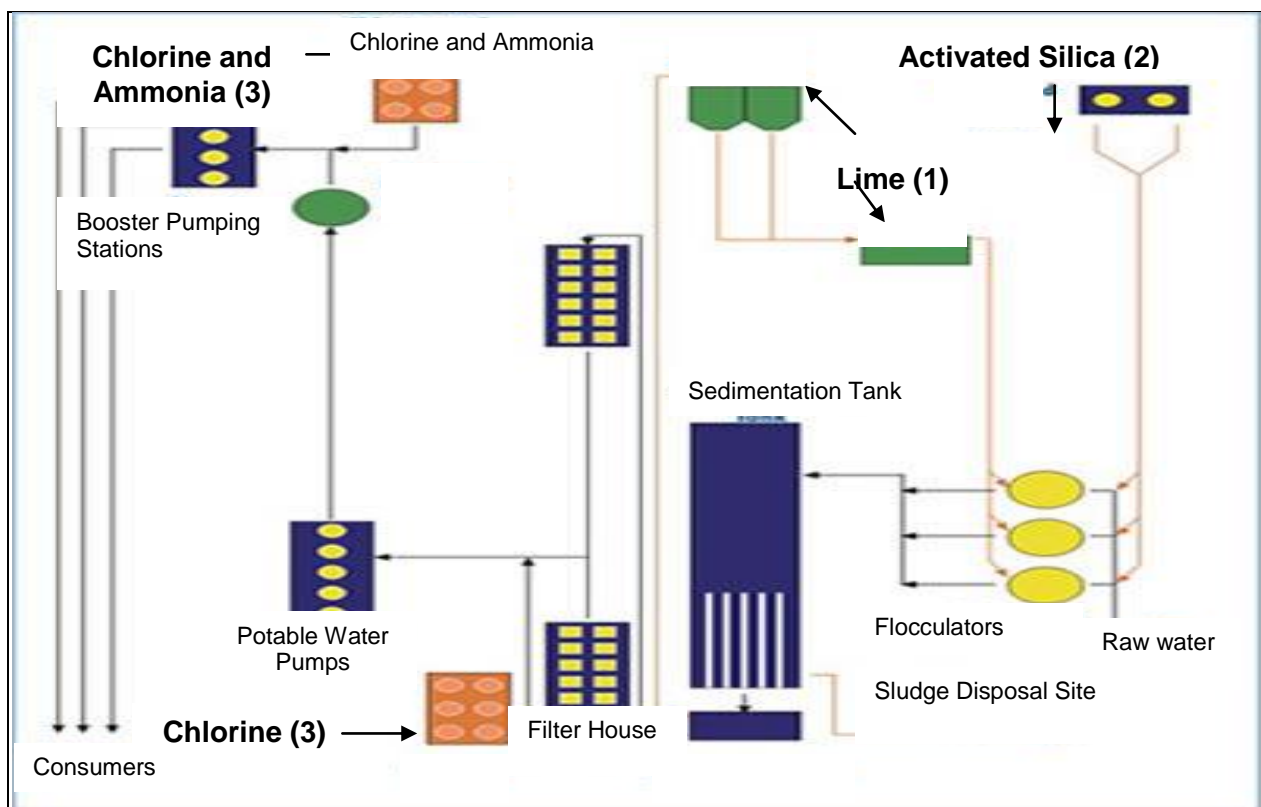 Chlorine and
Ammonia (3)
Chlorine and Ammonia
Activated Silica (2)
Lime (1)
Booster Pumping
Stations
Sedimentation Tank
Potable Water
Pumps
Flocculators
Raw water
Sludge Disposal Site
Chlorine (3)
Filter House
Consumers